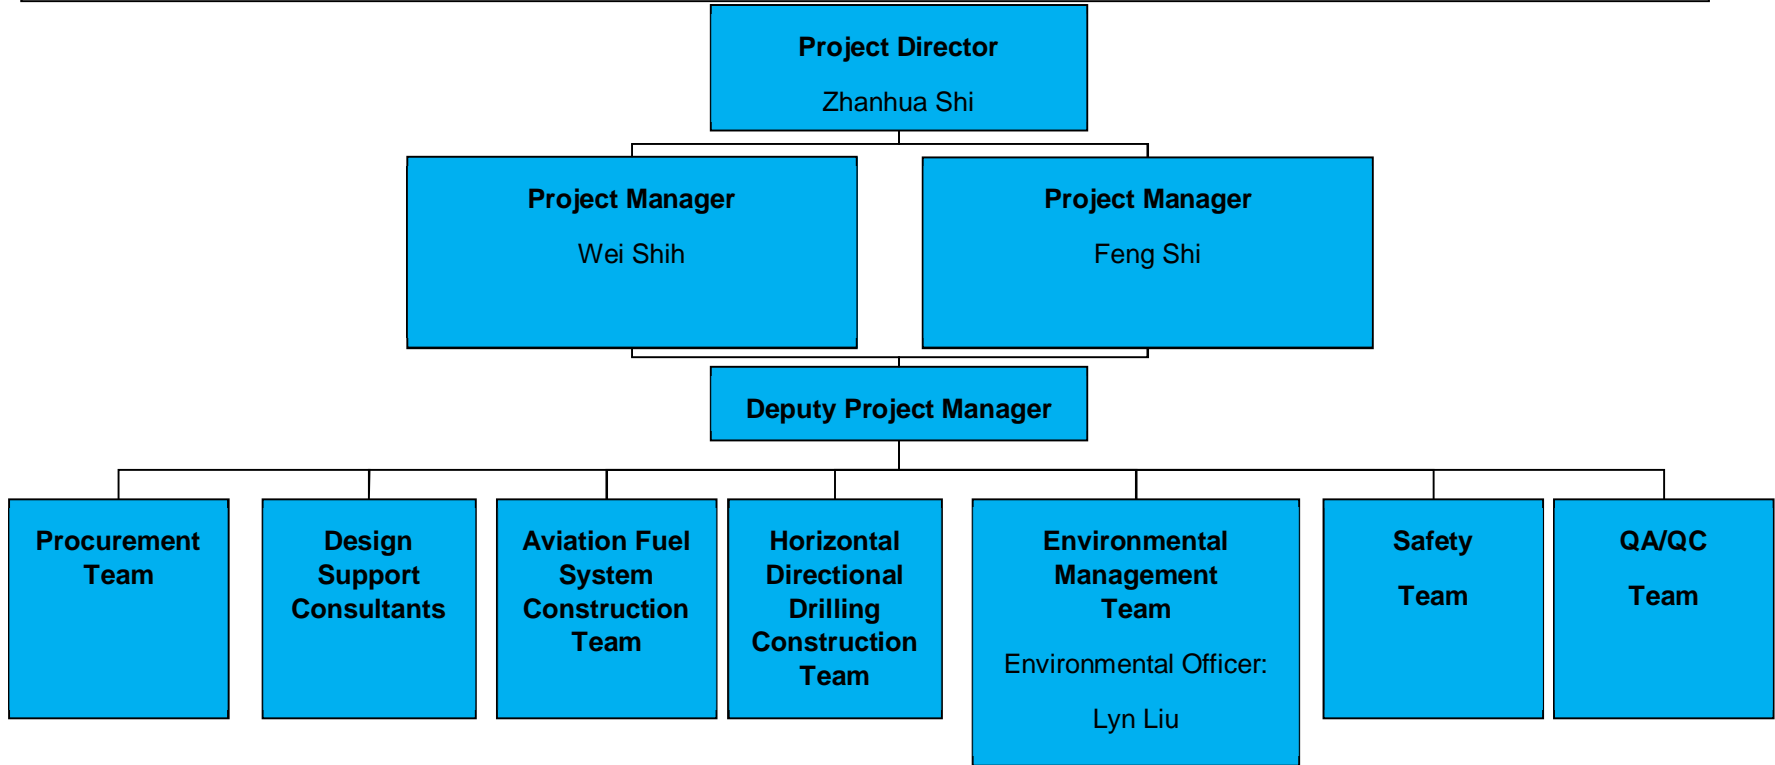 Project Director
Zhanhua Shi
Project Manager
Wei Shih
Project Manager
Feng Shi
Deputy Project Manager
Procurement
Team
Design
Support
Consultants
Aviation Fuel
System
Construction
Team
Horizontal
Directional
Drilling
Construction
Team
Environmental
Management
Team
Environmental Officer:
Lyn Liu
Safety
Team
QA/QC
Team